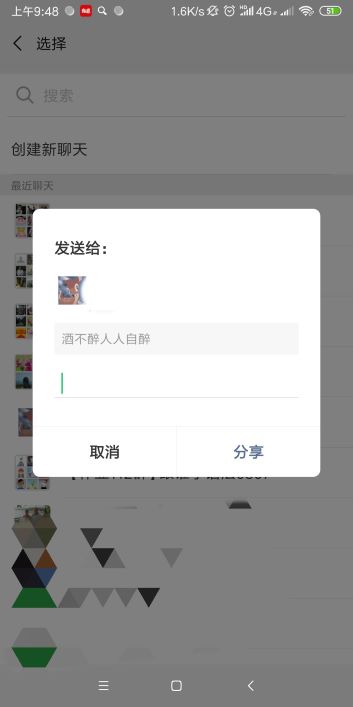 上午9:48
1.6K/s
4G
51
选择
搜索
创建新聊天
最近聊天
发送给：
酒不醉人人自醉
取消
分享